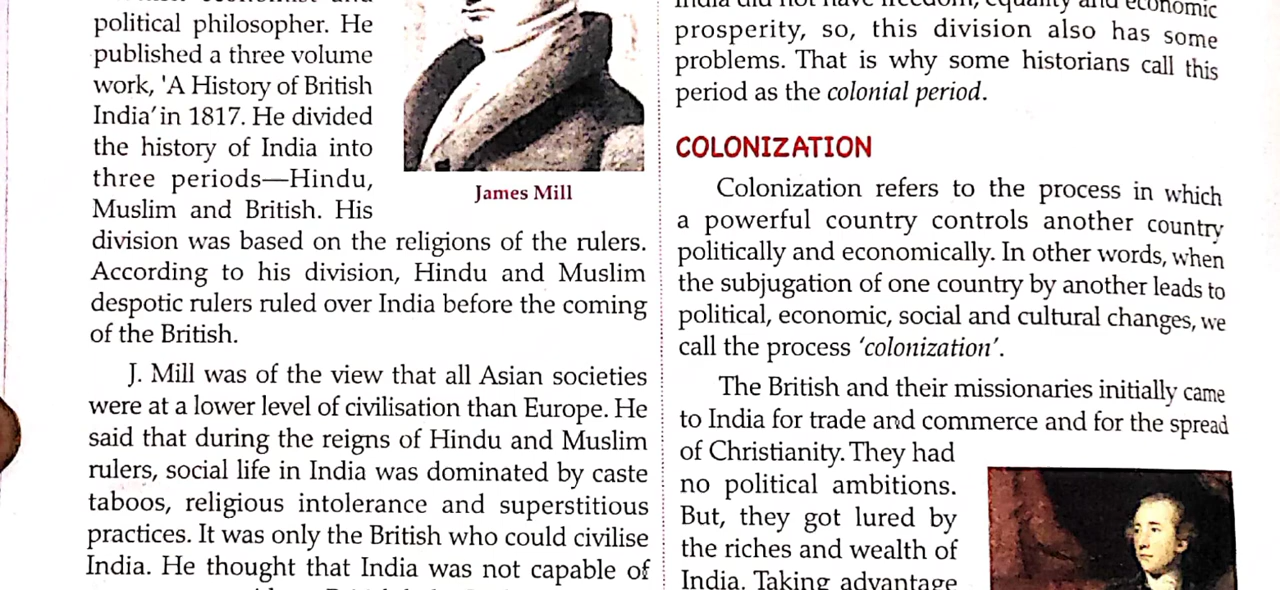 political philosopher. He
published a three volume
work, 'A History of British
India' in 1817. He divided
the history of India into
three periods—Hindu,
Muslim and British. His
James Mill
division was based on the religions of the rulers.
According to his division, Hindu and Muslim
despotic rulers ruled over India before the coming
of the British.
J. Mill was of the view that all Asian societies
were at a lower level of civilisation than Europe. He
said that during the reigns of Hindu and Muslim
rulers, social life in India was dominated by caste
taboos, religious intolerance and superstitious
practices. It was only the British who could civilise
India. He thought that India was not capable of
India did not have freedom, equality and economic
prosperity, so, this division also has some
problems. That is why some historians call this
period as the colonial period.
COLONIZATION
Colonization refers to the process in which
a powerful country controls another country
politically and economically. In other words, when
the subjugation of one country by another leads to
political, economic, social and cultural changes, we
call the process 'colonization'.
The British and their missionaries initially came
to India for trade and commerce and for the spread
of Christianity. They had
no political ambitions.
But, they got lured by
the riches and wealth of
India. Taking advantage